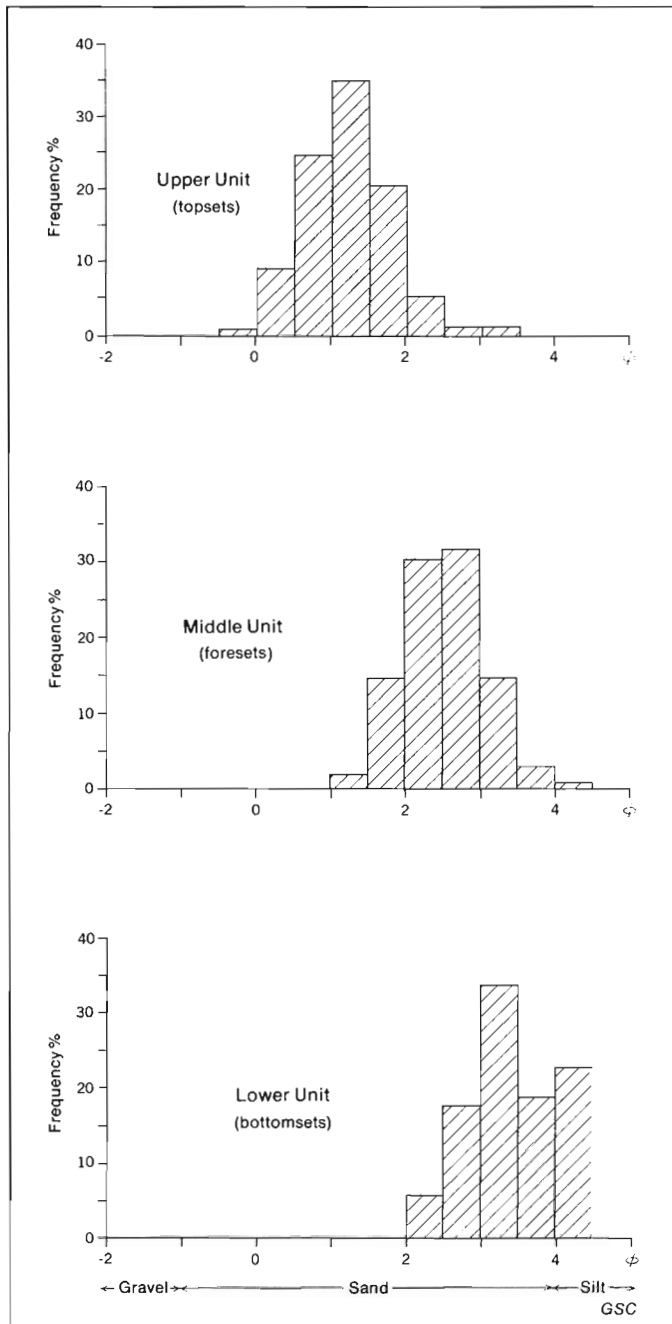 40
30
20
10
0
Frequency %
Upper Unit
(topsets)
-2 0 2 4 φ
40
30
20
10
0
Frequency %
Middle Unit
(foresets)
-2 0 2 4 φ
40
30
20
10
0
Frequency %
Lower Unit
(bottomsets)
-2 0 2 4 φ
← Gravel →← Sand →← Silt →
GSC